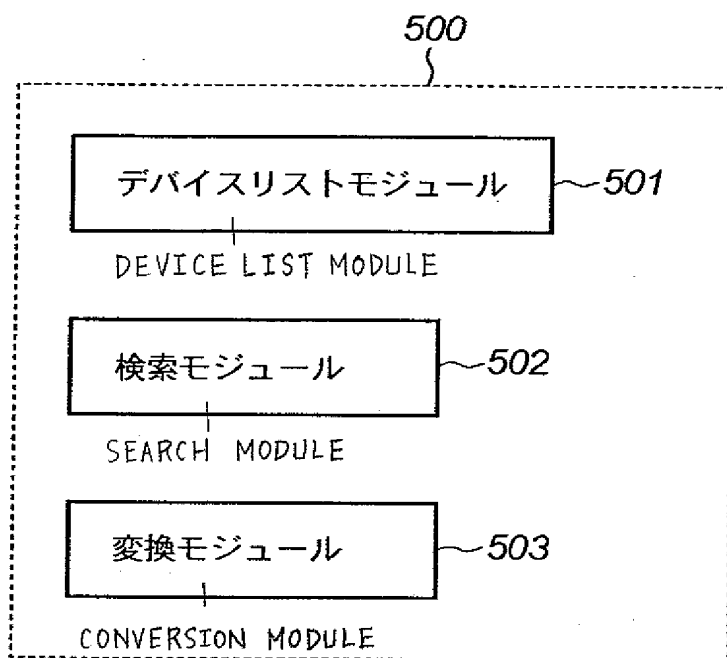 500
デバイスリストモジュール
501
DEVICE LIST MODULE
検索モジュール
502
SEARCH MODULE
変換モジュール
503
CONVERSION MODULE